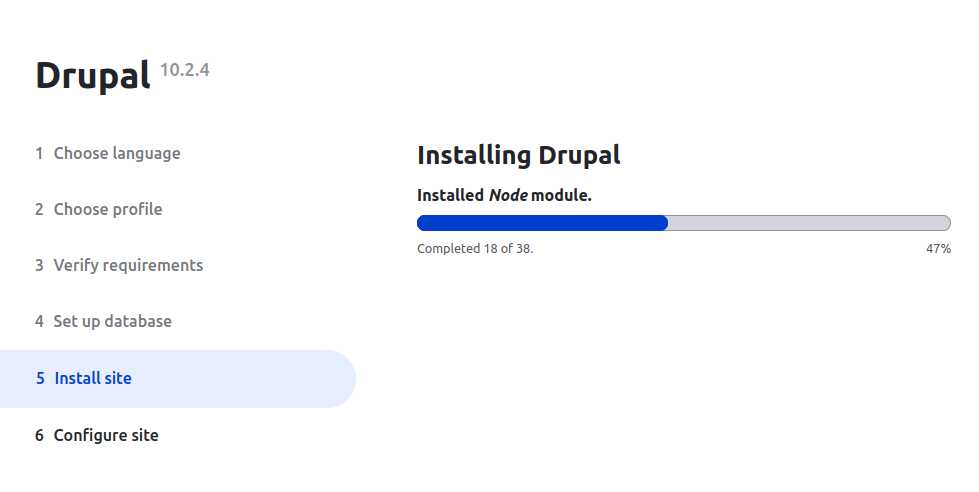 Drupal 10.2.4
1 Choose language
2 Choose profile
3 Verify requirements
4 Set up database
5 Install site
6 Configure site
Installing Drupal
Installed Node module.
Completed 18 of 38. 47%